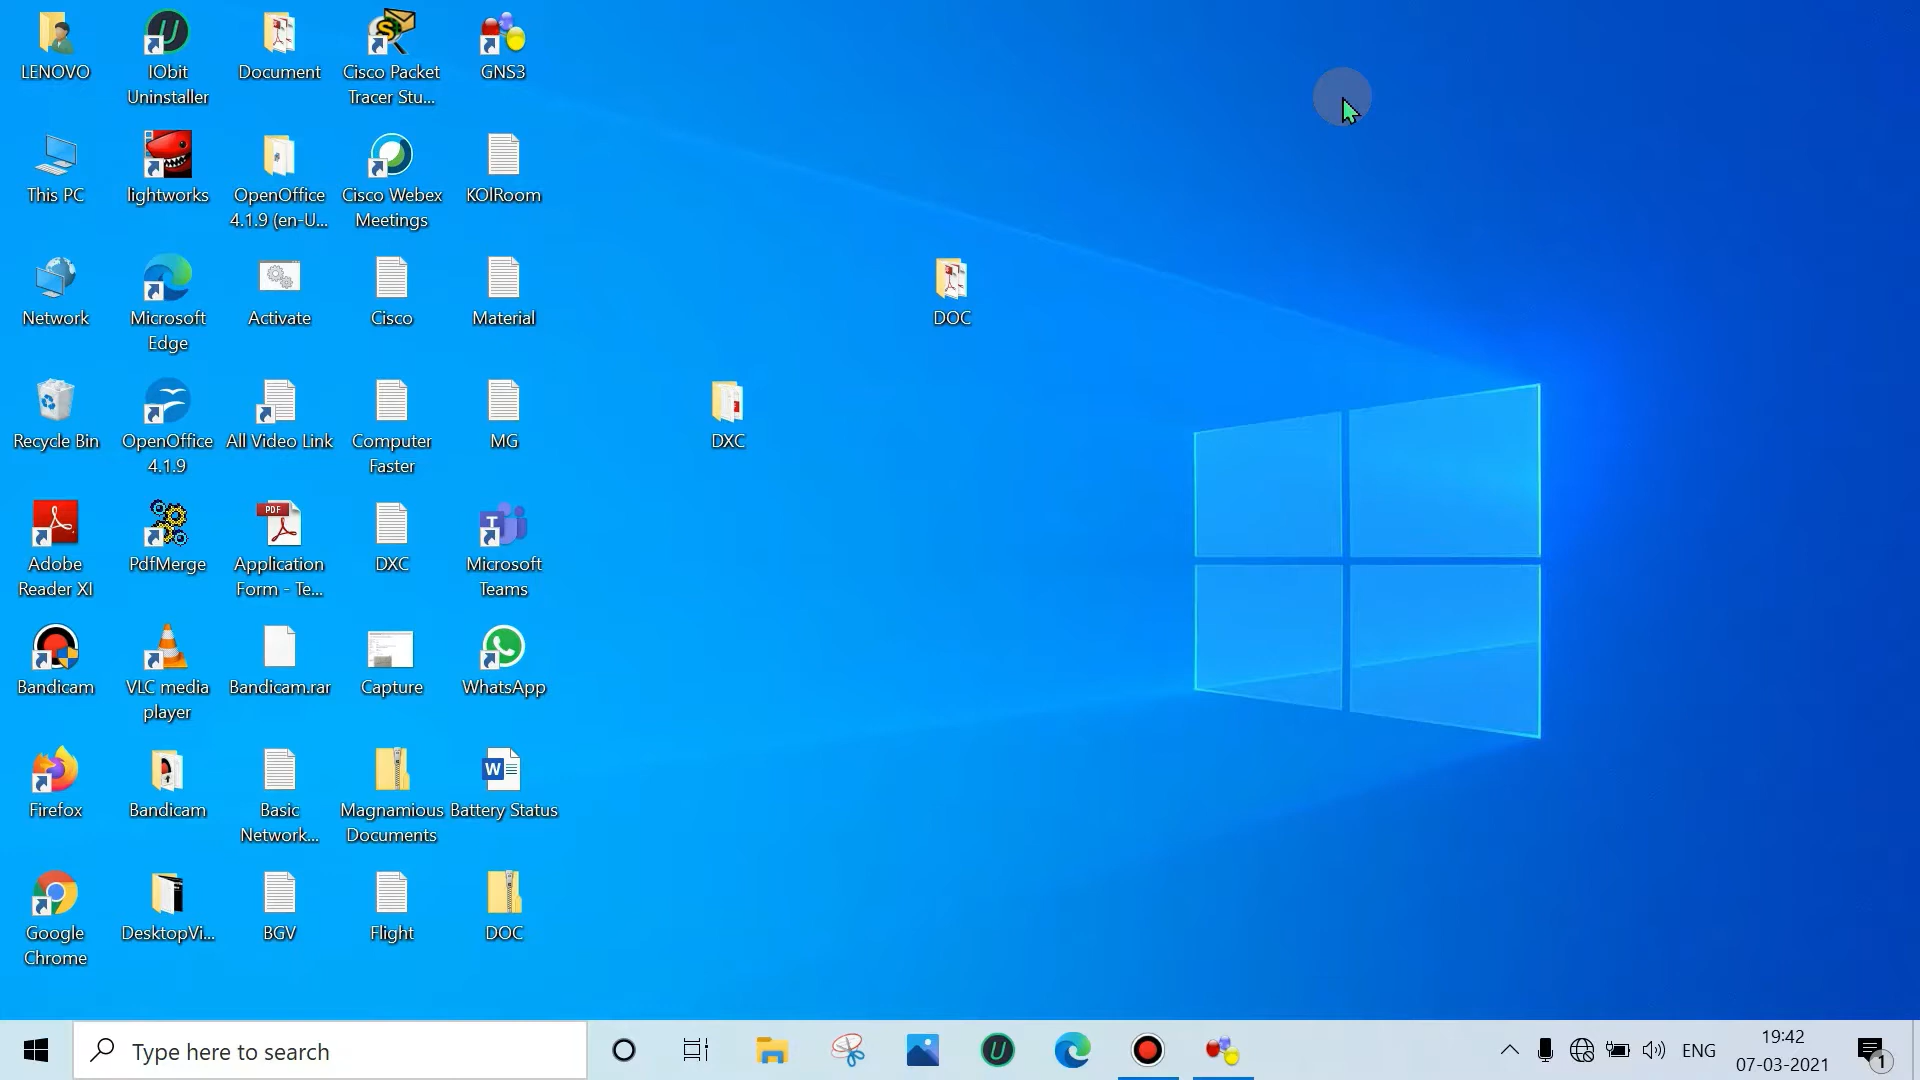 LENOVO
IObit
Uninstaller
Document
Cisco Packet
Tracer Stu...
GNS3
This PC
lightworks
OpenOffice
4.1.9 (en-U...
Cisco Webex
Meetings
KOlRoom
Network
Microsoft
Edge
Activate
Cisco
Material
DOC
Recycle Bin
OpenOffice
4.1.9
All Video Link
Computer
Faster
MG
DXC
Adobe
Reader XI
PdfMerge
PDF
Application
Form - Te...
DXC
Microsoft
Teams
Bandicam
VLC media
player
Bandicam.rar
Capture
WhatsApp
Firefox
Bandicam
Basic
Network...
Magnamious
Documents
Battery Status
Google
Chrome
DesktopVi...
BGV
Flight
DOC
Type here to search
ENG
19:42
07-03-2021
1